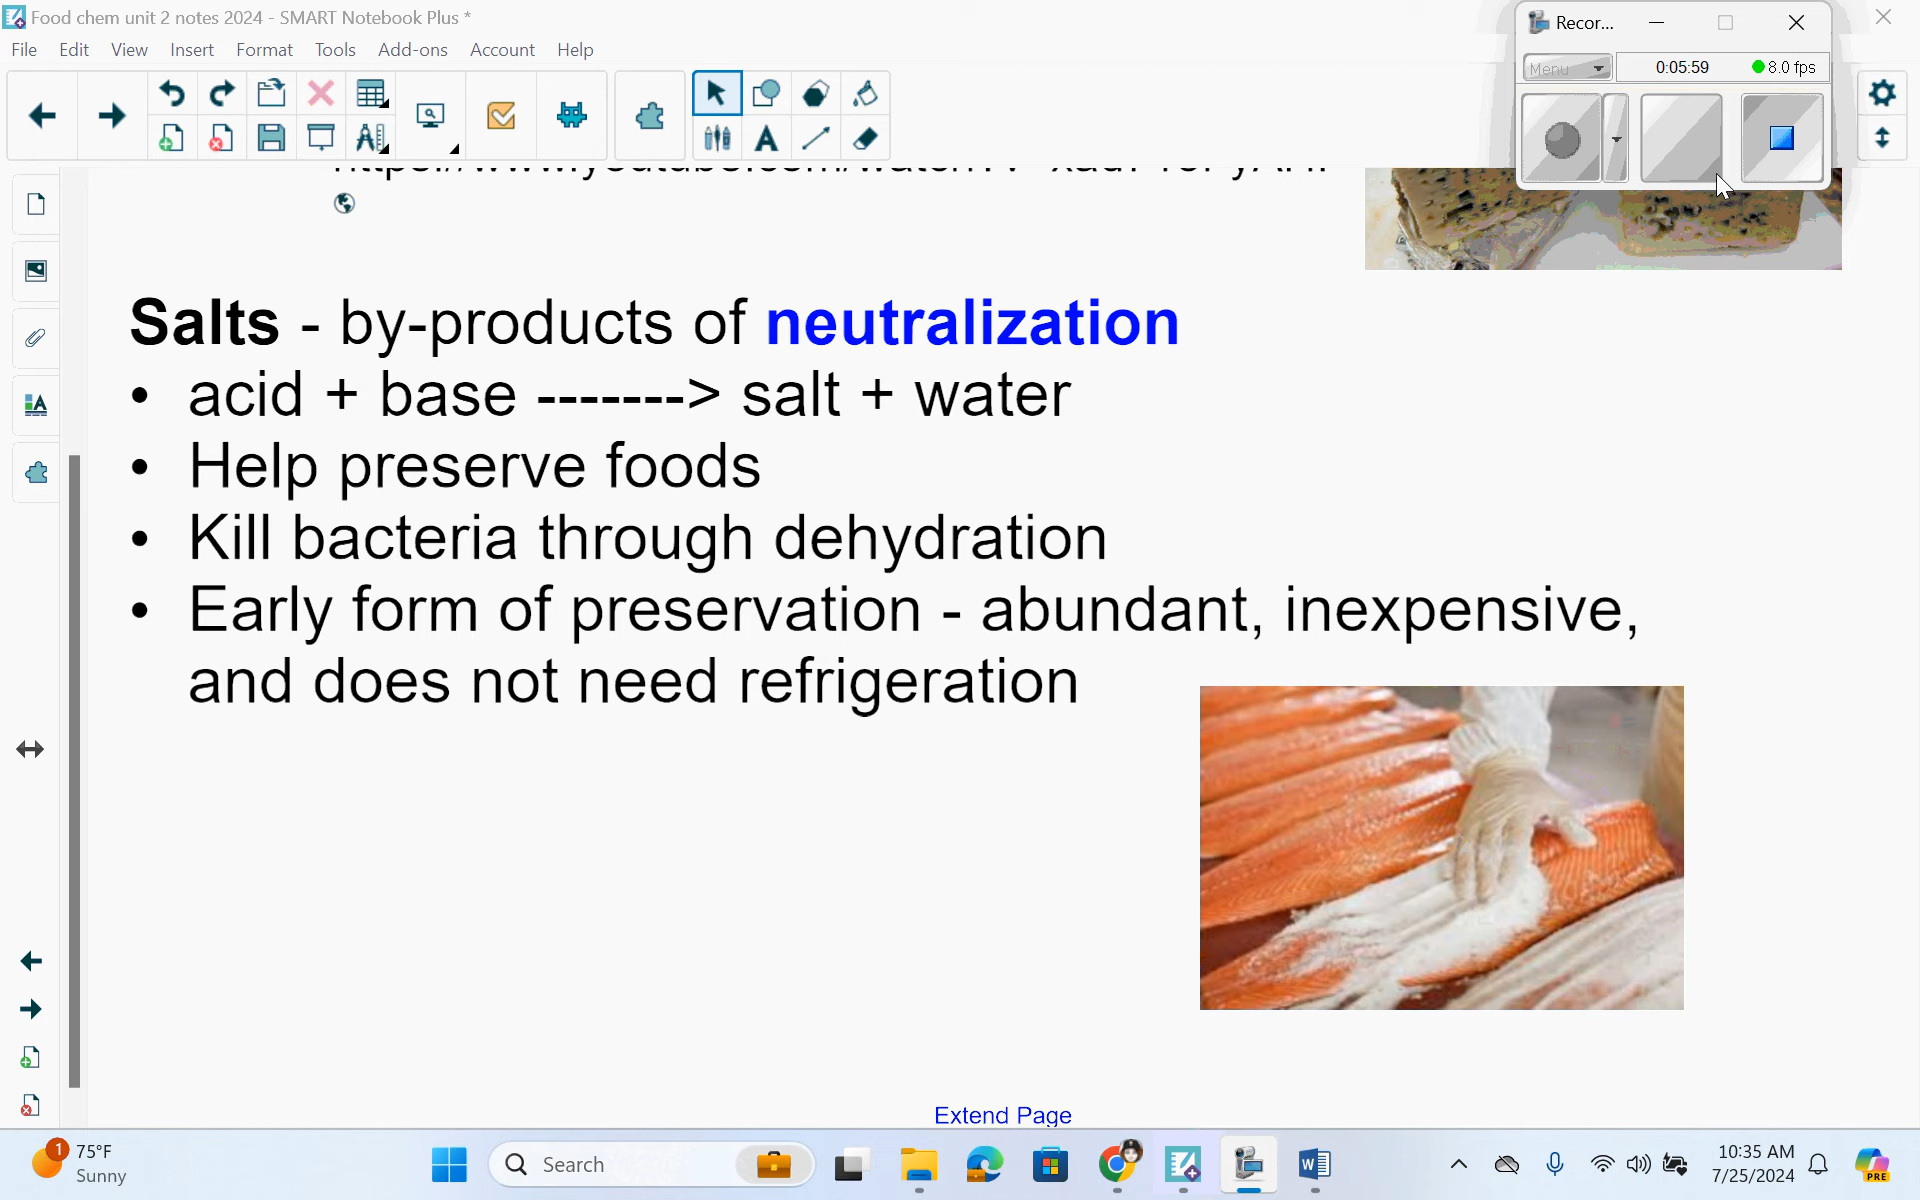 Food chem unit 2 notes 2024 - SMART Notebook Plus *
File Edit View Insert Format Tools Add-ons Account Help
Recor...
Menu 0:05:59 8.0 fps
Salts - by-products of neutralization
• acid + base -------> salt + water
• Help preserve foods
• Kill bacteria through dehydration
• Early form of preservation - abundant, inexpensive,
and does not need refrigeration
Extend Page
1 75°F
Sunny
Search
10:35 AM
7/25/2024
PRE